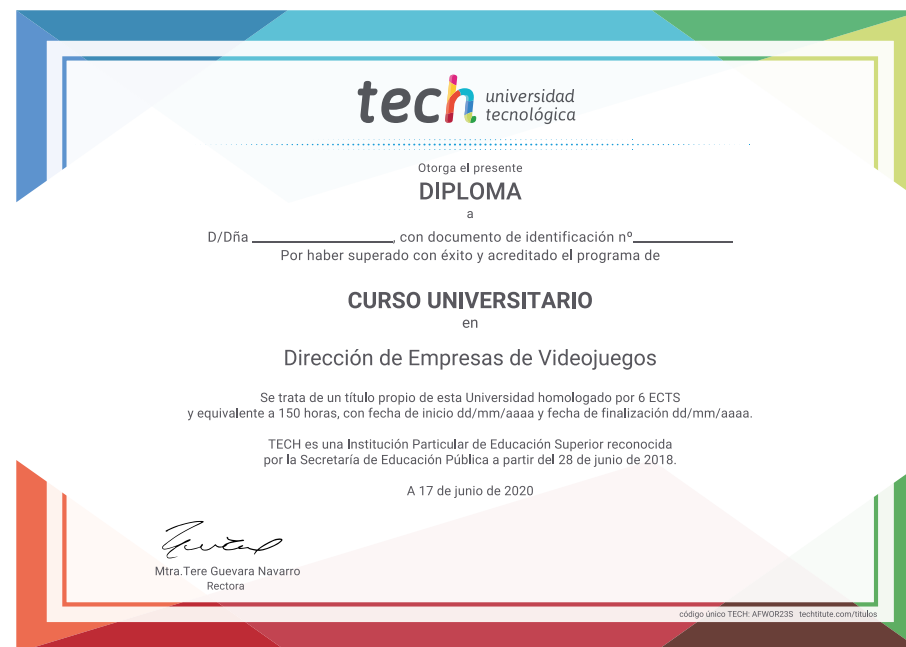 tech universidad
tecnológica
Otorga el presente
DIPLOMA
a
D/Dña ____________________, con documento de identificación nº______________
Por haber superado con éxito y acreditado el programa de
CURSO UNIVERSITARIO
en
Dirección de Empresas de Videojuegos
Se trata de un título propio de esta Universidad homologado por 6 ECTS
y equivalente a 150 horas, con fecha de inicio dd/mm/aaaa y fecha de finalización dd/mm/aaaa.
TECH es una Institución Particular de Educación Superior reconocida
por la Secretaría de Educación Pública a partir del 28 de junio de 2018.
A 17 de junio de 2020
Mtra.Tere Guevara Navarro
Rectora
código único TECH: AFWOR23S techtitute.com/titulos